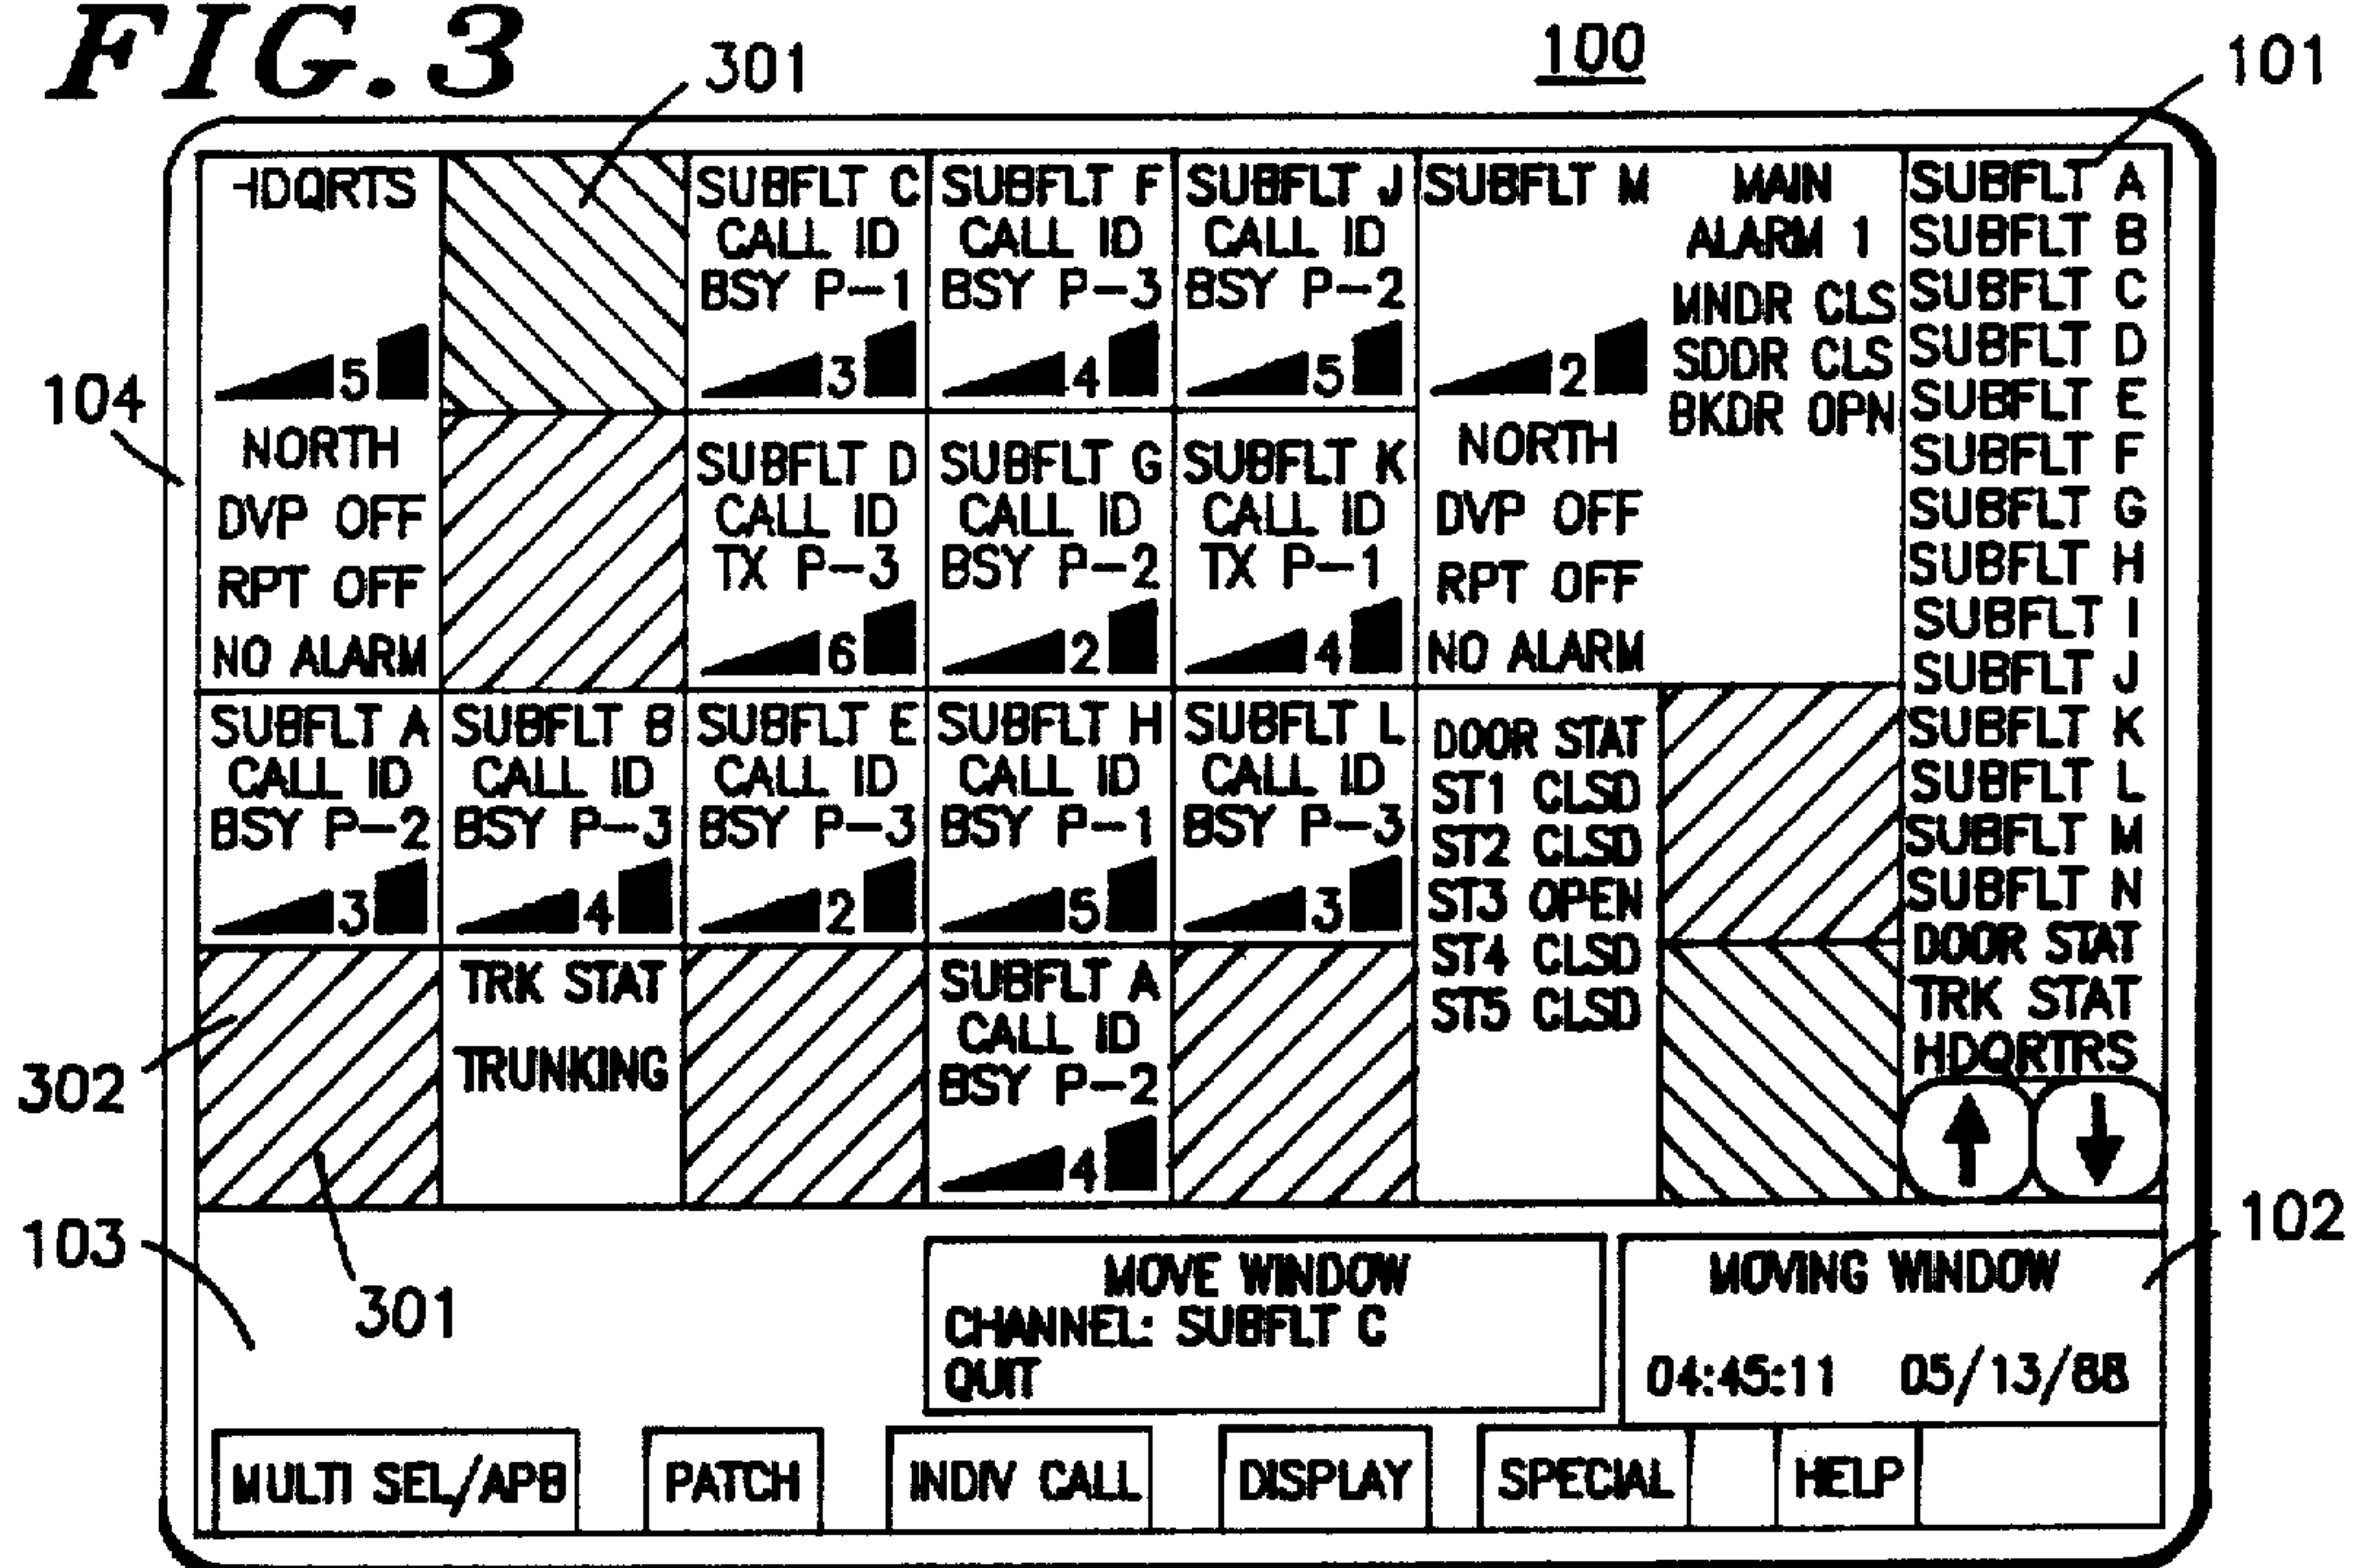 FIG.3
100
301
101
HDQRTS
5
NORTH
DVP OFF
RPT OFF
NO ALARM
SUBFLT C
CALL ID
BSY P-1
3
SUBFLT F
CALL ID
BSY P-3
4
SUBFLT J
CALL ID
BSY P-2
5
SUBFLT M
2
NORTH
DVP OFF
RPT OFF
NO ALARM
MAIN
ALARM 1
MNDR CLS
SDDR CLS
BKDR OPN
SUBFLT D
CALL ID
TX P-3
6
SUBFLT G
CALL ID
BSY P-2
2
SUBFLT K
CALL ID
TX P-1
4
SUBFLT A
CALL ID
BSY P-2
3
SUBFLT B
CALL ID
BSY P-3
4
SUBFLT E
CALL ID
BSY P-3
2
SUBFLT H
CALL ID
BSY P-1
5
SUBFLT L
CALL ID
BSY P-3
3
DOOR STAT
ST1 CLSD
ST2 CLSD
ST3 OPEN
ST4 CLSD
ST5 CLSD
TRK STAT
TRUNKING
SUBFLT A
CALL ID
BSY P-2
4
SUBFLT A
SUBFLT B
SUBFLT C
SUBFLT D
SUBFLT E
SUBFLT F
SUBFLT G
SUBFLT H
SUBFLT I
SUBFLT J
SUBFLT K
SUBFLT L
SUBFLT M
SUBFLT N
DOOR STAT
TRK STAT
HDQRTRS
104
302
103
301
102
MOVE WINDOW
CHANNEL: SUBFLT C
QUIT
MOVING WINDOW
04:45:11 05/13/88
MULTI SEL/APB
PATCH
INDIV CALL
DISPLAY
SPECIAL
HELP